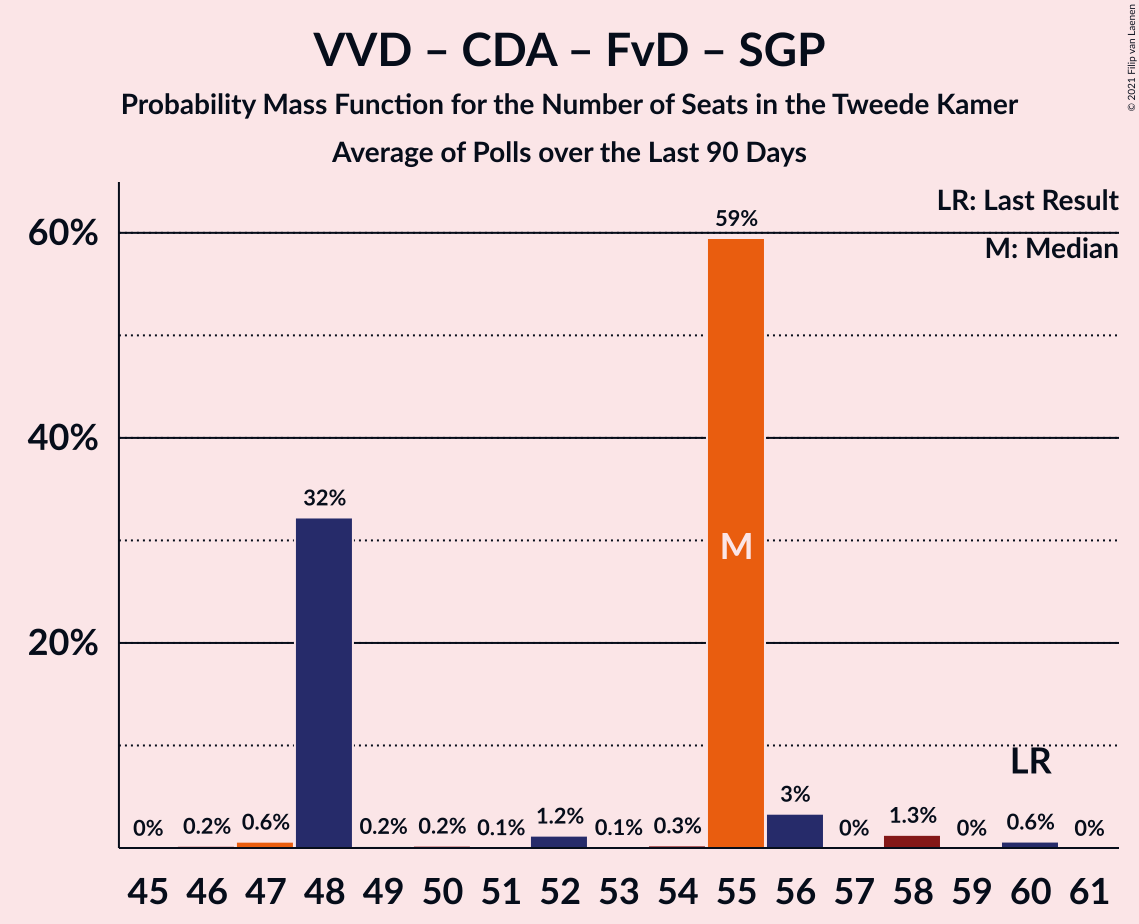 VVD – CDA – FvD – SGP
Probability Mass Function for the Number of Seats in the Tweede Kamer
Average of Polls over the Last 90 Days
© 2021 Filip van Laenen
LR: Last Result
M: Median
60%
40%
20%
0% 0.2% 0.6% 32% 0.2% 0.2% 0.1% 1.2% 0.1% 0.3% 59% 3% 0% 1.3% 0% 0.6% 0%
M
LR
45 46 47 48 49 50 51 52 53 54 55 56 57 58 59 60 61